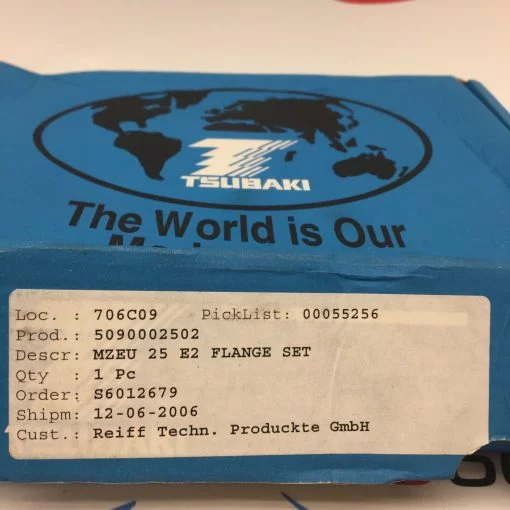 TSUBAKI
The World is Our
Loc. : 706C09 PickList: 00055256
Prod.: 5090002502
Descr: MZEU 25 E2 FLANGE SET
Qty : 1 Pc
Order: S6012679
Shipm: 12-06-2006
Cust.: Reiff Techn. Produckte GmbH